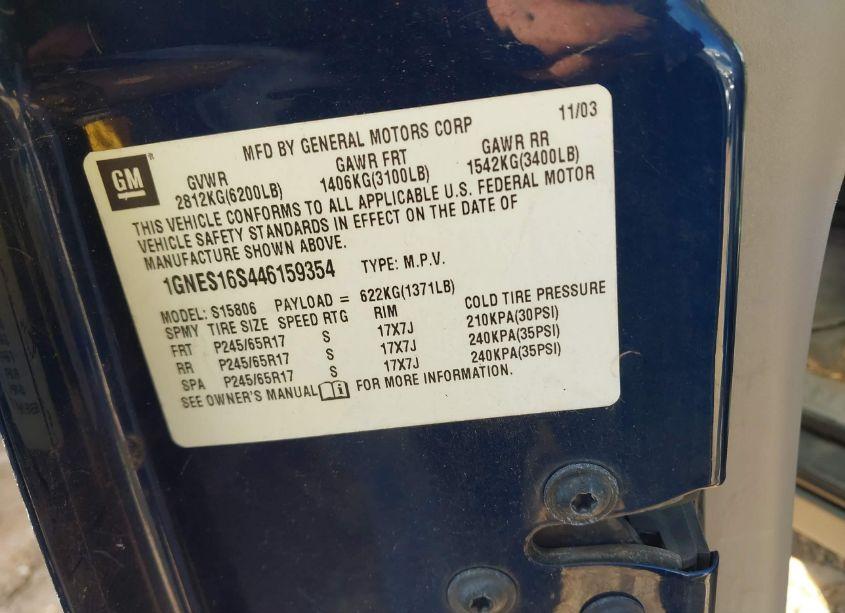 MFD BY GENERAL MOTORS CORP 11/03
GM ®
GVWR GAWR FRT GAWR RR
2812KG(6200LB) 1406KG(3100LB) 1542KG(3400LB)
THIS VEHICLE CONFORMS TO ALL APPLICABLE U.S. FEDERAL MOTOR
VEHICLE SAFETY STANDARDS IN EFFECT ON THE DATE OF
MANUFACTURE SHOWN ABOVE.
1GNES16S446159354 TYPE: M.P.V.
MODEL: S15806 PAYLOAD = 622KG(1371LB)
SPMY TIRE SIZE SPEED RTG RIM COLD TIRE PRESSURE
FRT P245/65R17 S 17X7J 210KPA(30PSI)
RR P245/65R17 S 17X7J 240KPA(35PSI)
SPA P245/65R17 S 17X7J 240KPA(35PSI)
SEE OWNER'S MANUAL FOR MORE INFORMATION.